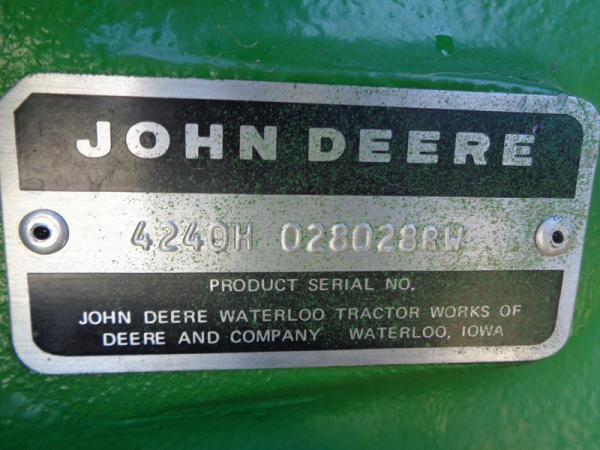 JOHN DEERE
4240H 028028RW
PRODUCT SERIAL NO.
JOHN DEERE WATERLOO TRACTOR WORKS OF
DEERE AND COMPANY WATERLOO, IOWA